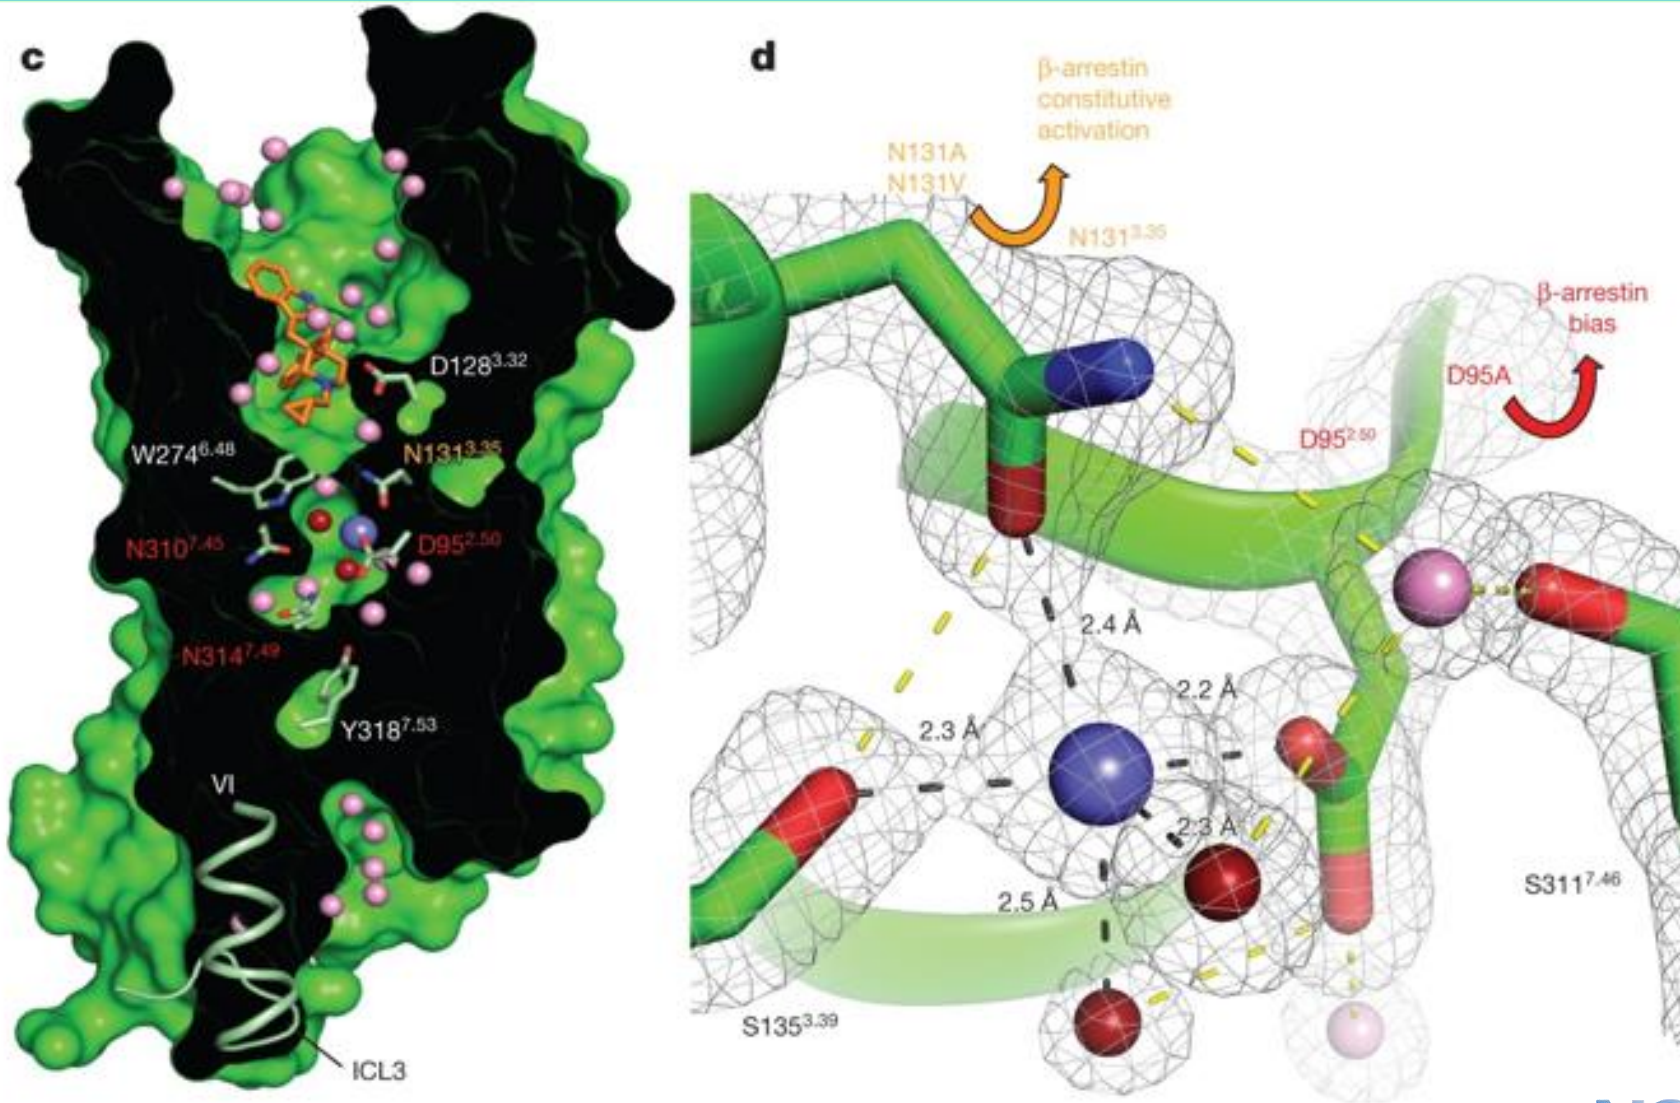 c
D1283.32
W2746.48
N1313.35
N3107.45
D952.50
N3147.49
Y3187.53
VI
ICL3
d
β-arrestin
constitutive
activation
N131A
N131V
N1313.35
β-arrestin
bias
D95A
D952.50
2.4 Å
2.2 Å
2.3 Å
2.3 Å
2.5 Å
S3117.46
S1353.39